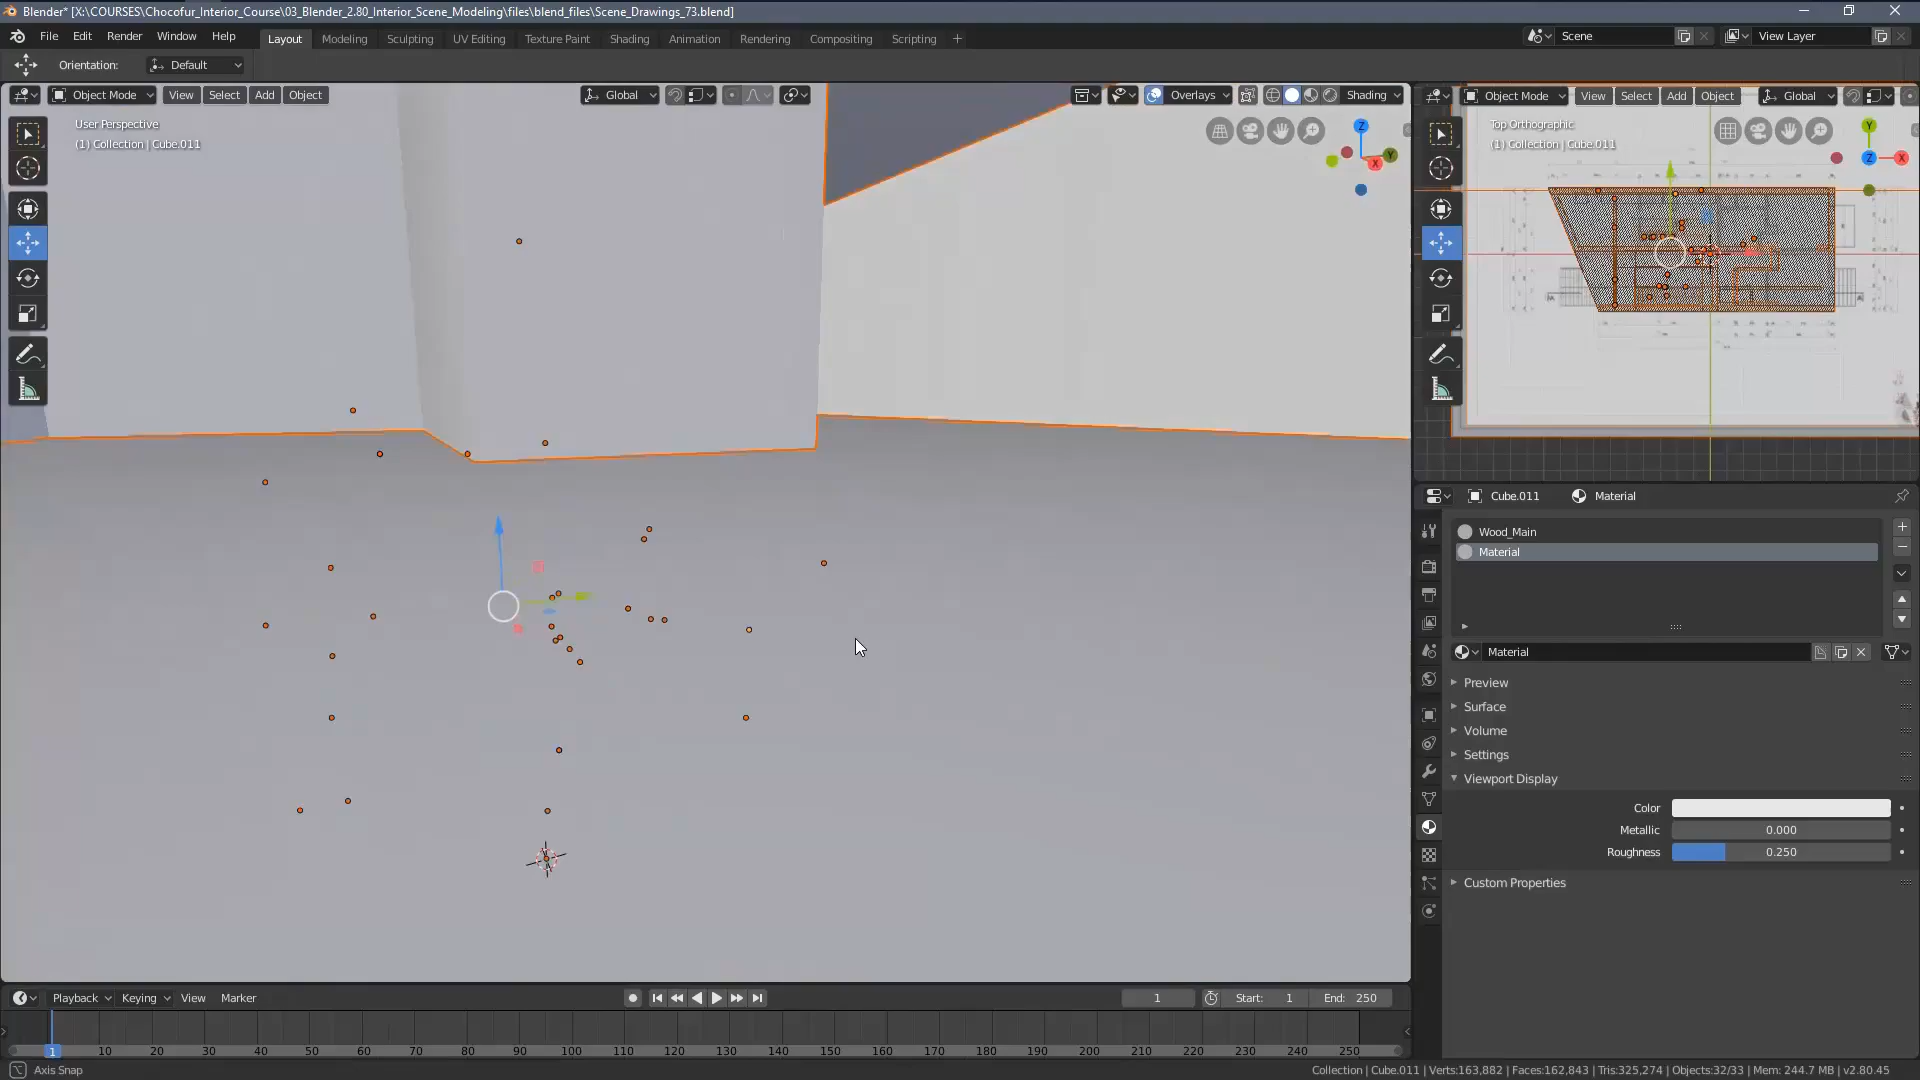 Blender* [X:\COURSES\Chocofur_Interior_Course\03_Blender_2.80_Interior_Scene_Modeling\files\blend_files\Scene_Drawings_73.blend]
File Edit Render Window Help Layout Modeling Sculpting UV Editing Texture Paint Shading Animation Rendering Compositing Scripting + Scene View Layer
Orientation: Default
Object Mode View Select Add Object Global Overlays Shading
Object Mode View Select Add Object Global
User Perspective
(1) Collection | Cube.011
Z
Y
X
Top Orthographic
(1) Collection | Cube.011
Y
Z
X
Cube.011 Material
Wood_Main
Material
Material
Preview
Surface
Volume
Settings
Viewport Display
Color
Metallic 0.000
Roughness 0.250
Custom Properties
Playback Keying View Marker 1 Start: 1 End: 250
1 10 20 30 40 50 60 70 80 90 100 110 120 130 140 150 160 170 180 190 200 210 220 230 240 250
Axis Snap
Collection | Cube.011 | Verts:163,882 | Faces:162,843 | Tris:325,274 | Objects:32/33 | Mem: 244.7 MB | v2.80.45